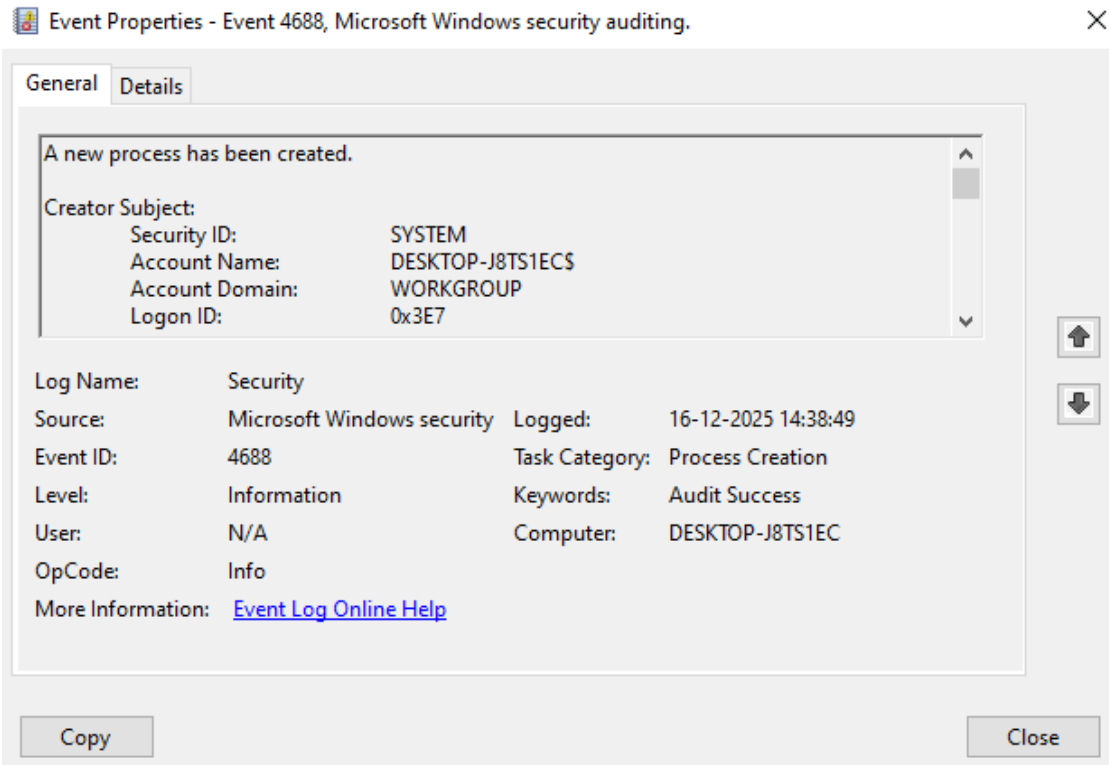 Event Properties - Event 4688, Microsoft Windows security auditing.
General Details
A new process has been created.
Creator Subject:
Security ID: SYSTEM
Account Name: DESKTOP-J8TS1EC$
Account Domain: WORKGROUP
Logon ID: 0x3E7
Log Name: Security
Source: Microsoft Windows security Logged: 16-12-2025 14:38:49
Event ID: 4688 Task Category: Process Creation
Level: Information Keywords: Audit Success
User: N/A Computer: DESKTOP-J8TS1EC
OpCode: Info
More Information: Event Log Online Help
Copy Close